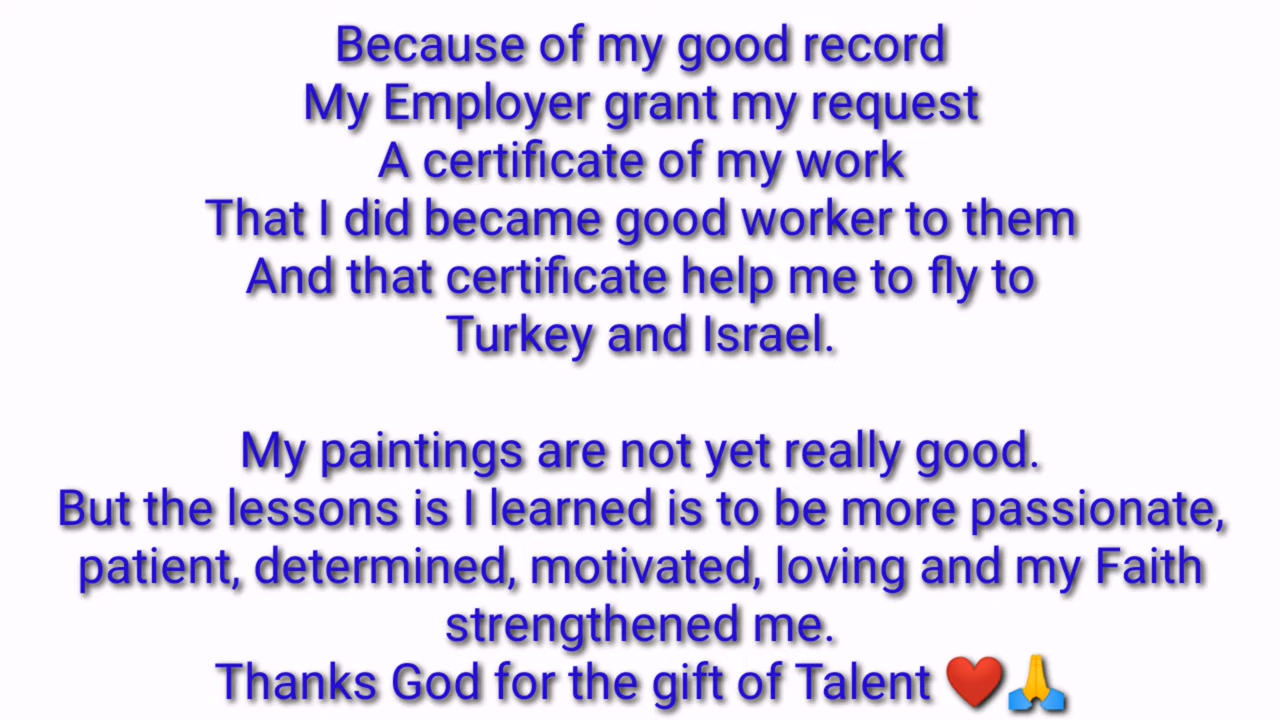 Because of my good record
My Employer grant my request
A certificate of my work
That I did became good worker to them
And that certificate help me to fly to
Turkey and Israel.
My paintings are not yet really good.
But the lessons is I learned is to be more passionate,
patient, determined, motivated, loving and my Faith
strengthened me.
Thanks God for the gift of Talent ❤️🙏